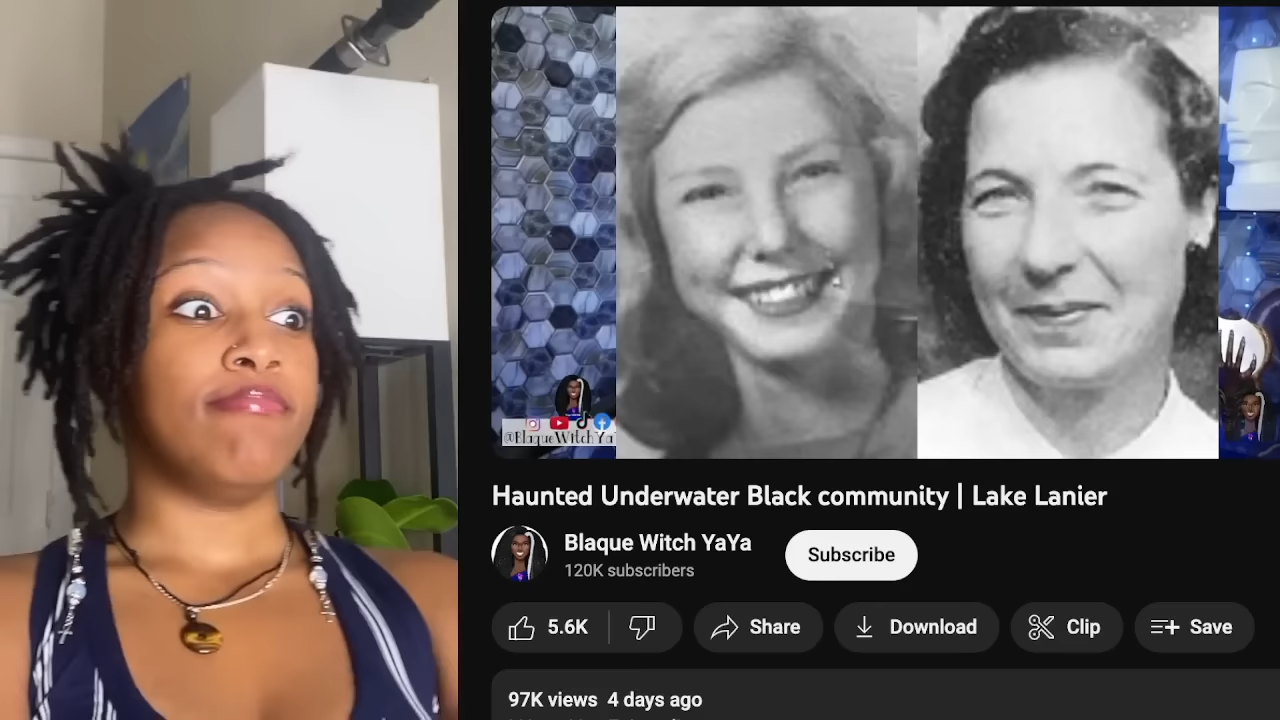 @BlaqueWitchYa
Haunted Underwater Black community | Lake Lanier
Blaque Witch YaYa
120K subscribers
Subscribe
5.6K
Share
Download
Clip
Save
97K views 4 days ago